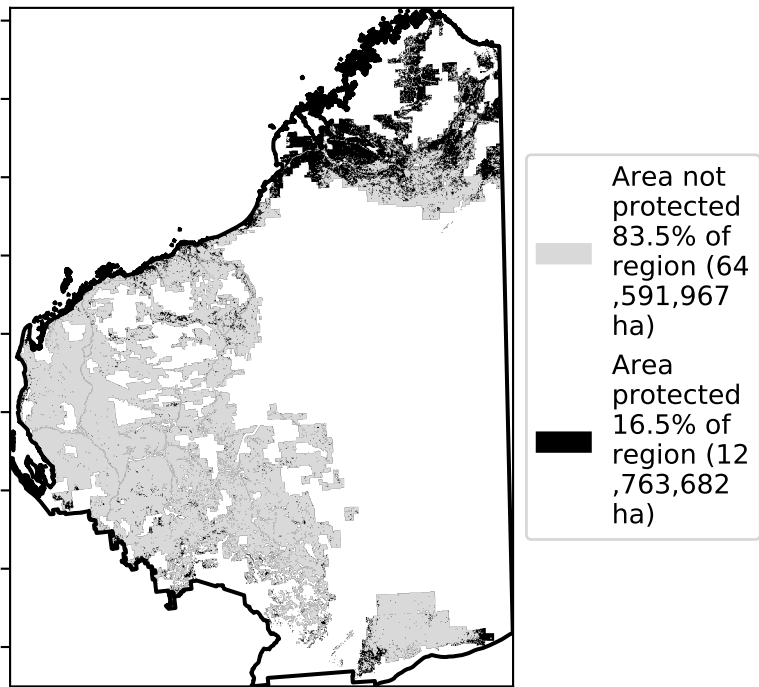 Area not
protected
83.5% of
region (64
,591,967
ha)
Area
protected
16.5% of
region (12
,763,682
ha)